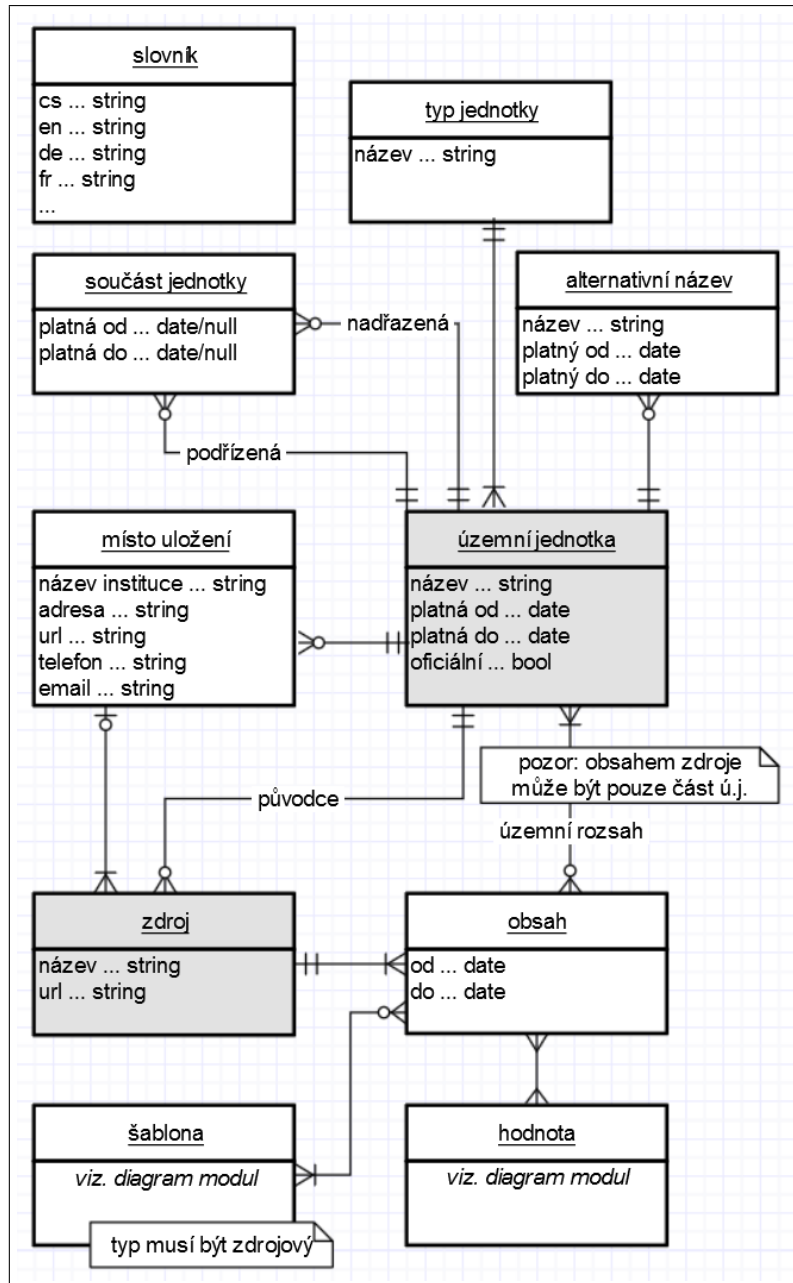 slovník
cs ... string
en ... string
de ... string
fr ... string
...
typ jednotky
název ... string
součást jednotky
platná od ... date/null
platná do ... date/null
nadřazená
alternativní název
název ... string
platný od ... date
platný do ... date
podřízená
místo uložení
název instituce ... string
adresa ... string
url ... string
telefon ... string
email ... string
územní jednotka
název ... string
platná od ... date
platná do ... date
oficiální ... bool
pozor: obsahem zdroje
může být pouze část ú.j.
původce
územní rozsah
zdroj
název ... string
url ... string
obsah
od ... date
do ... date
šablona
viz. diagram modul
typ musí být zdrojový
hodnota
viz. diagram modul